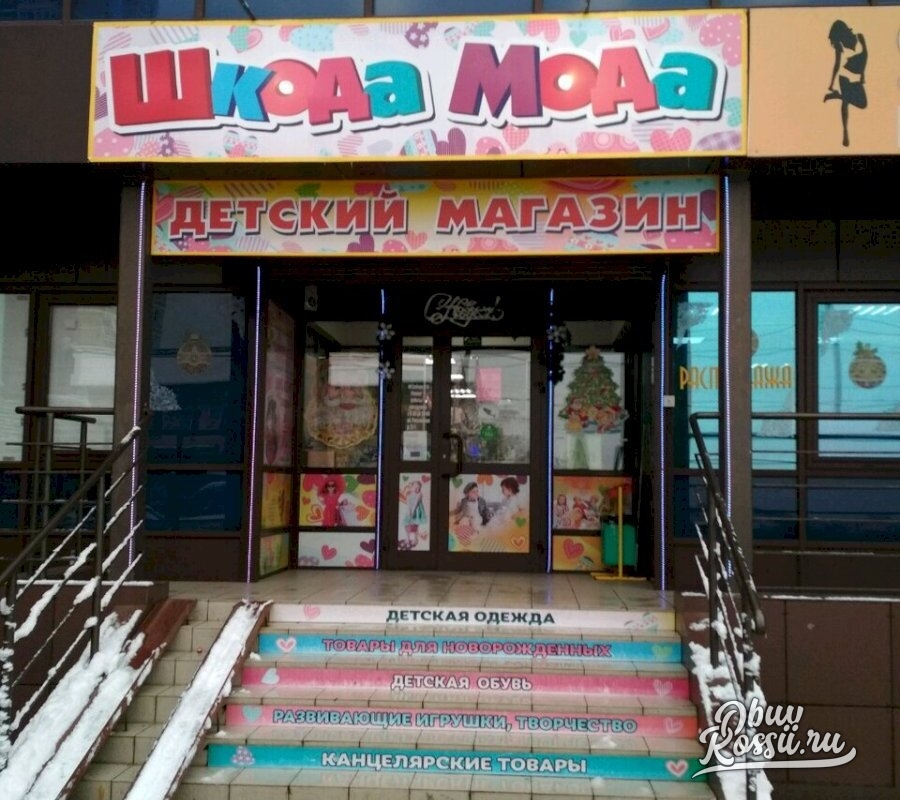 Шкода Мода
ДЕТСКИЙ МАГАЗИН
ДЕТСКАЯ ОДЕЖДА
ТОВАРЫ ДЛЯ НОВОРОЖДЕННЫХ
ДЕТСКАЯ ОБУВЬ
РАЗВИВАЮЩИЕ ИГРУШКИ, ТВОРЧЕСТВО
КАНЦЕЛЯРСКИЕ ТОВАРЫ
Obuv
Rossii.ru